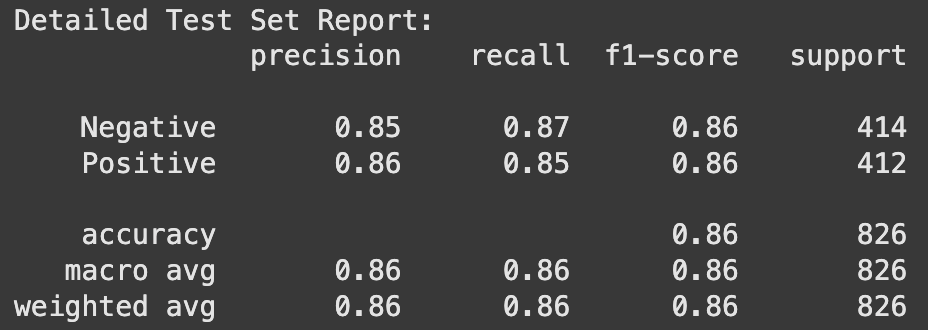 Detailed Test Set Report:
precision recall f1-score support
Negative 0.85 0.87 0.86 414
Positive 0.86 0.85 0.86 412
accuracy 0.86 826
macro avg 0.86 0.86 0.86 826
weighted avg 0.86 0.86 0.86 826